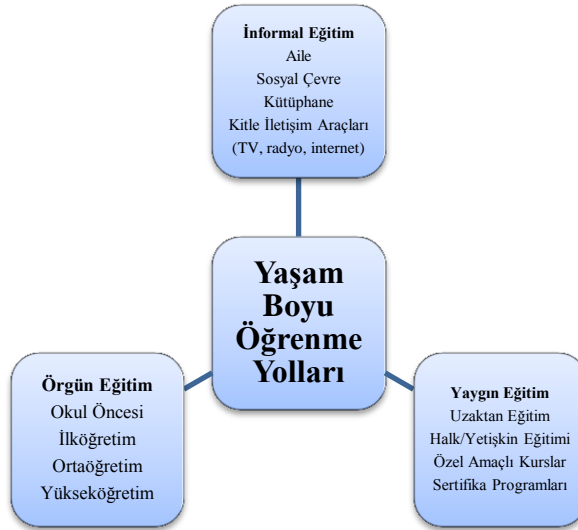 İnformal Eğitim
Aile
Sosyal Çevre
Kütüphane
Kitle İletişim Araçları
(TV, radyo, internet)
Yaşam
Boyu
Öğrenme
Yolları
Örgün Eğitim
Okul Öncesi
İlköğretim
Ortaöğretim
Yükseköğretim
Yaygın Eğitim
Uzaktan Eğitim
Halk/Yetişkin Eğitimi
Özel Amaçlı Kurslar
Sertifika Programları